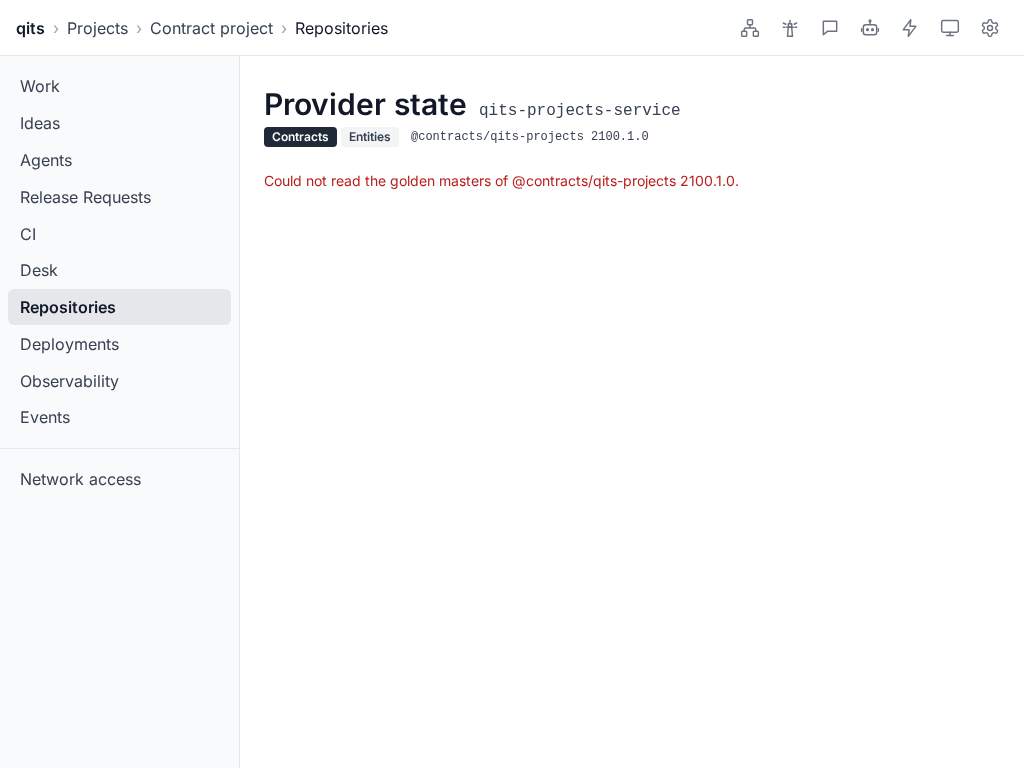 qits › Projects › Contract project › Repositories
Work
Ideas
Agents
Release Requests
CI
Desk
Repositories
Deployments
Observability
Events
Network access
Provider state qits-projects-service
Contracts Entities @contracts/qits-projects 2100.1.0
Could not read the golden masters of @contracts/qits-projects 2100.1.0.